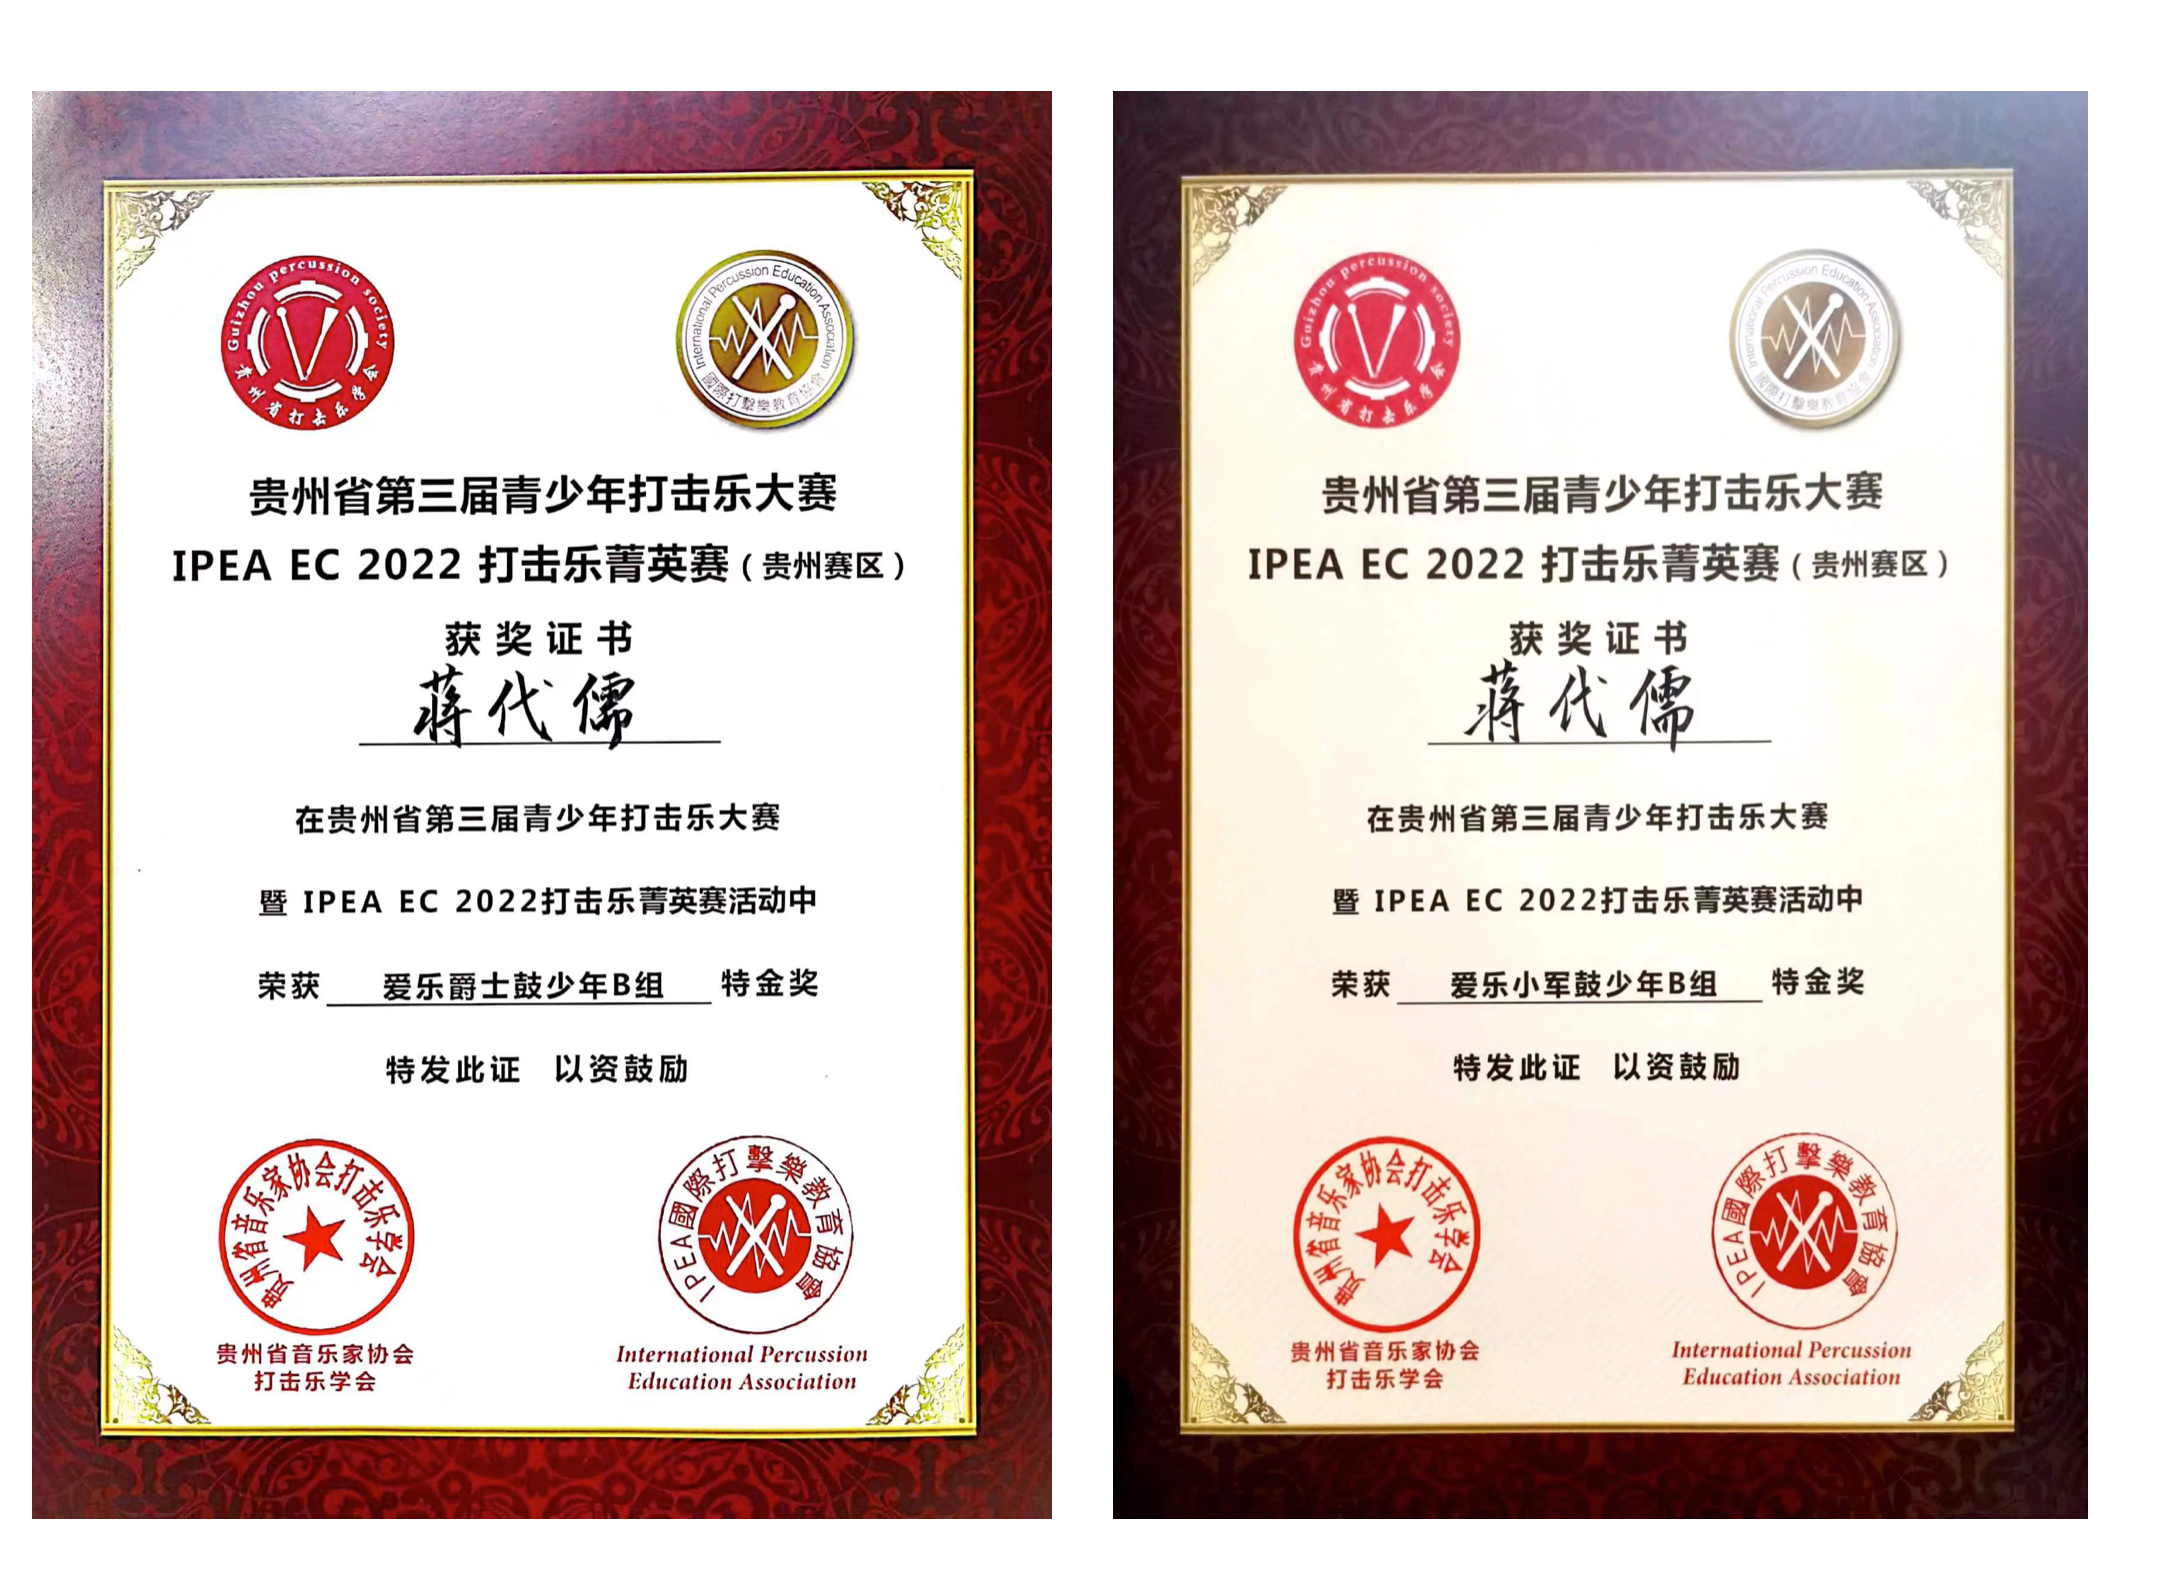 Guizhou percussion society
贵州省打击乐学会
International Percussion Education Association
國際打擊樂教育協會
贵州省第三届青少年打击乐大赛
IPEA EC 2022 打击乐菁英赛（贵州赛区）
获奖证书
蒋代儒
在贵州省第三届青少年打击乐大赛
暨 IPEA EC 2022打击乐菁英赛活动中
荣获 爱乐爵士鼓少年B组 特金奖
特发此证 以资鼓励
贵州省音乐家协会打击乐学会
IPEA國際打擊樂教育協會
贵州省音乐家协会
打击乐学会
International Percussion
Education Association
Guizhou percussion society
贵州省打击乐学会
International Percussion Education Association
國際打擊樂教育協會
贵州省第三届青少年打击乐大赛
IPEA EC 2022 打击乐菁英赛（贵州赛区）
获奖证书
蒋代儒
在贵州省第三届青少年打击乐大赛
暨 IPEA EC 2022打击乐菁英赛活动中
荣获 爱乐小军鼓少年B组 特金奖
特发此证 以资鼓励
贵州省音乐家协会打击乐学会
IPEA國際打擊樂教育協會
贵州省音乐家协会
打击乐学会
International Percussion
Education Association